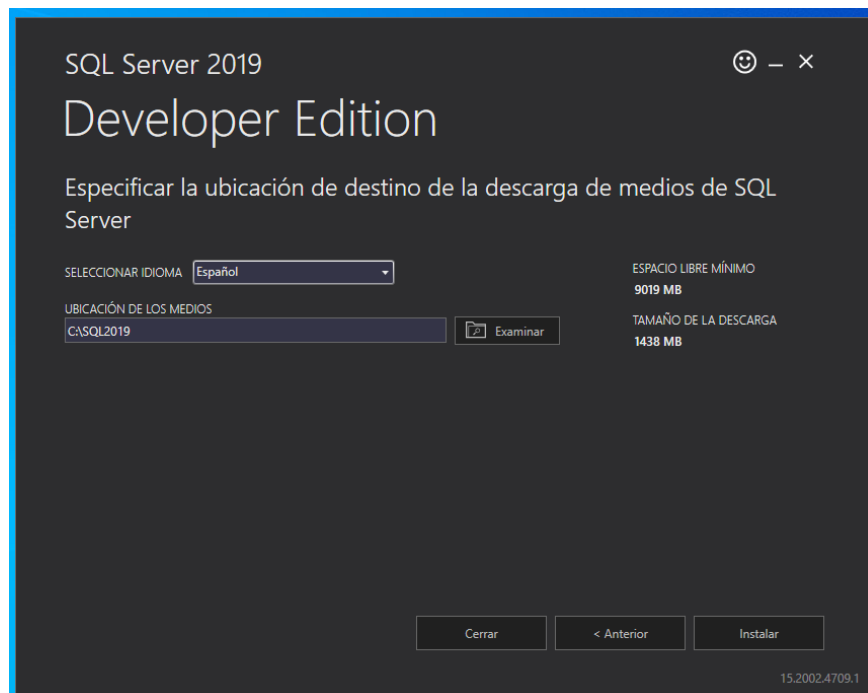 SQL Server 2019
Developer Edition
Especificar la ubicación de destino de la descarga de medios de SQL
Server
SELECCIONAR IDIOMA Español
ESPACIO LIBRE MÍNIMO
9019 MB
UBICACIÓN DE LOS MEDIOS
C:\SQL2019
Examinar
TAMAÑO DE LA DESCARGA
1438 MB
Cerrar
< Anterior
Instalar
15.2002.4709.1